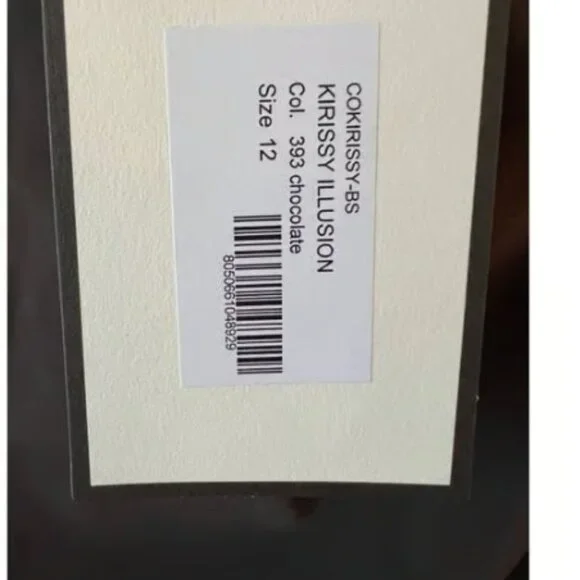 COKIRISSY-BS
KIRISSY ILLUSION
Col. 393 chocolate
Size 12
8050661048929